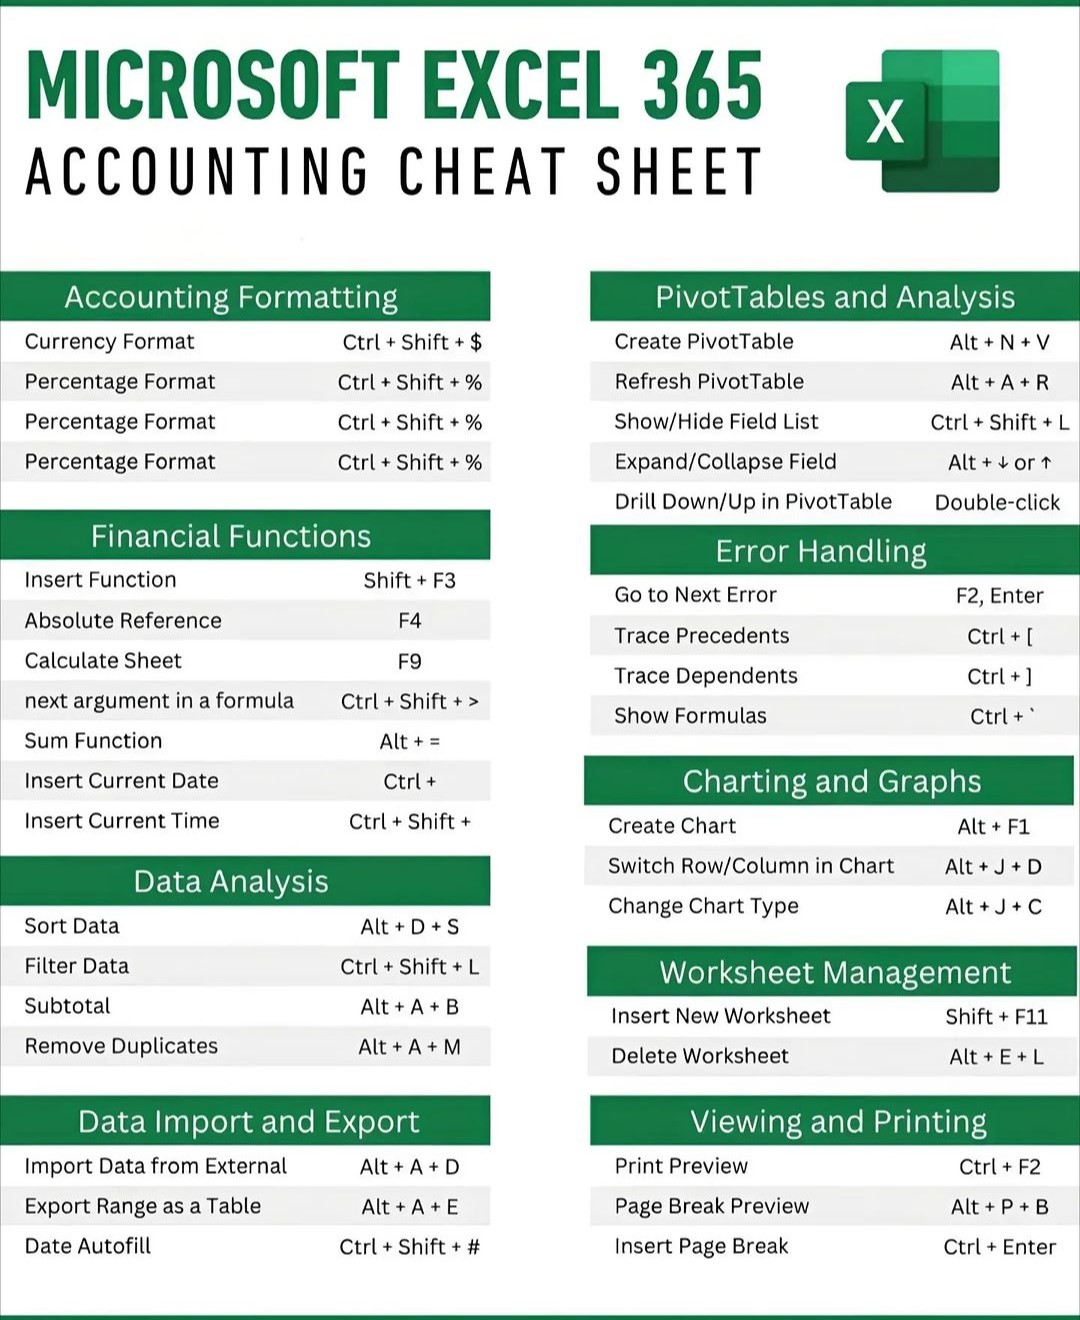 MICROSOFT EXCEL 365
ACCOUNTING CHEAT SHEET
X
Accounting Formatting
Currency Format Ctrl + Shift + $
Percentage Format Ctrl + Shift + %
Percentage Format Ctrl + Shift + %
Percentage Format Ctrl + Shift + %
Financial Functions
Insert Function Shift + F3
Absolute Reference F4
Calculate Sheet F9
next argument in a formula Ctrl + Shift + >
Sum Function Alt + =
Insert Current Date Ctrl +
Insert Current Time Ctrl + Shift +
Data Analysis
Sort Data Alt + D + S
Filter Data Ctrl + Shift + L
Subtotal Alt + A + B
Remove Duplicates Alt + A + M
Data Import and Export
Import Data from External Alt + A + D
Export Range as a Table Alt + A + E
Date Autofill Ctrl + Shift + #
PivotTables and Analysis
Create PivotTable Alt + N + V
Refresh PivotTable Alt + A + R
Show/Hide Field List Ctrl + Shift + L
Expand/Collapse Field Alt + ↓ or ↑
Drill Down/Up in PivotTable Double-click
Error Handling
Go to Next Error F2, Enter
Trace Precedents Ctrl + [
Trace Dependents Ctrl + ]
Show Formulas Ctrl + `
Charting and Graphs
Create Chart Alt + F1
Switch Row/Column in Chart Alt + J + D
Change Chart Type Alt + J + C
Worksheet Management
Insert New Worksheet Shift + F11
Delete Worksheet Alt + E + L
Viewing and Printing
Print Preview Ctrl + F2
Page Break Preview Alt + P + B
Insert Page Break Ctrl + Enter